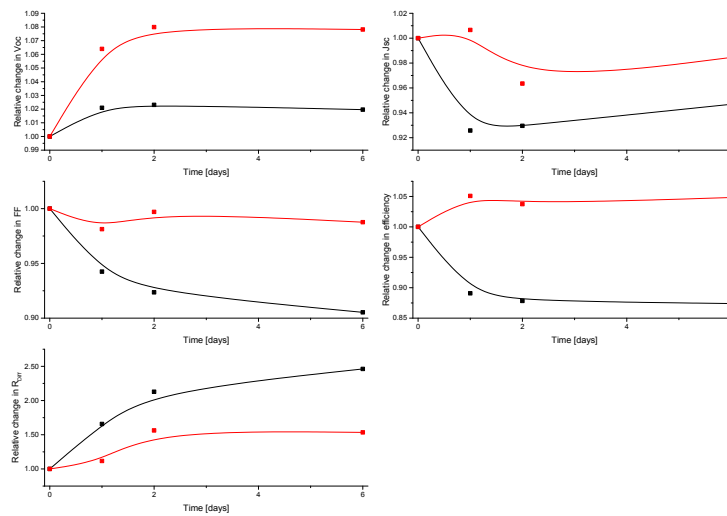 Relative change in Voc
1.09
1.08
1.07
1.06
1.05
1.04
1.03
1.02
1.01
1.00
0.99
0 2 4 6
Time [days]
Relative change in Jsc
1.02
1.00
0.98
0.96
0.94
0.92
0 2 4
Time [days]
Relative change in FF
1.00
0.95
0.90
0 2 4 6
Time [days]
Relative change in efficiency
1.05
1.00
0.95
0.90
0.85
0 2 4
Time [days]
Relative change in R_Diff
2.50
2.00
1.50
1.00
0 2 4 6
Time [days]